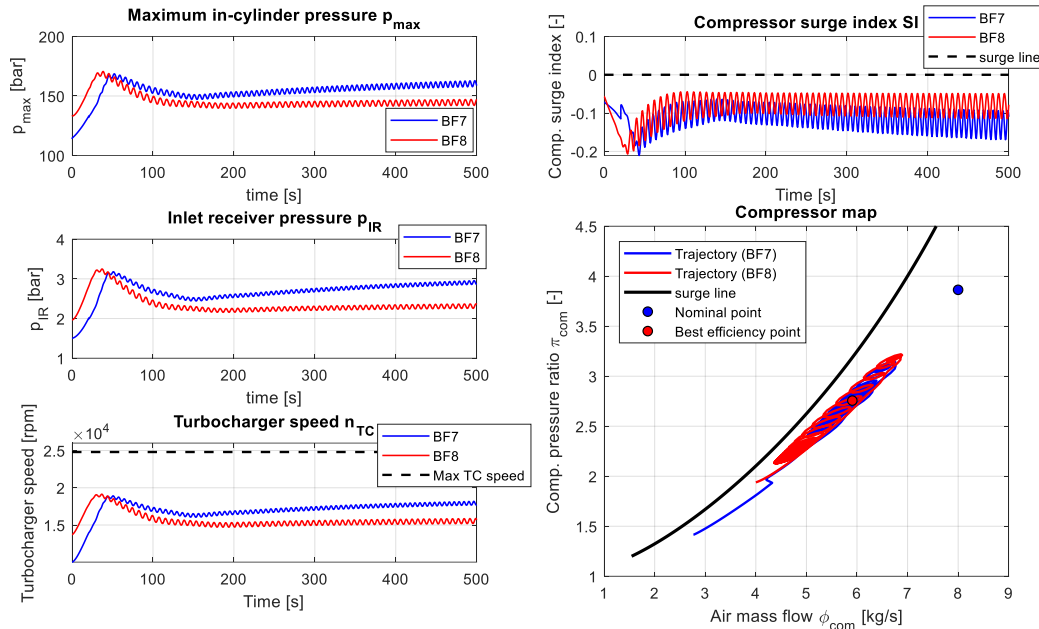 Maximum in-cylinder pressure p_max
200
150
100
p_max [bar]
BF7
BF8
0 100 200 300 400 500
time [s]
Compressor surge index SI
0.1
0
-0.1
-0.2
Comp. surge index [-]
BF7
BF8
surge line
0 100 200 300 400 500
Time [s]
Inlet receiver pressure p_IR
4
3
2
1
p_IR [bar]
BF7
BF8
0 100 200 300 400 500
time [s]
Turbocharger speed n_TC
×10^4
2.5
2
1.5
Turbocharger speed [rpm]
BF7
BF8
Max TC speed
0 100 200 300 400 500
Time [s]
Compressor map
4.5
4
3.5
3
2.5
2
1.5
1
Comp. pressure ratio π_com [-]
Trajectory (BF7)
Trajectory (BF8)
surge line
Nominal point
Best efficiency point
1 2 3 4 5 6 7 8 9
Air mass flow ϕ_com [kg/s]